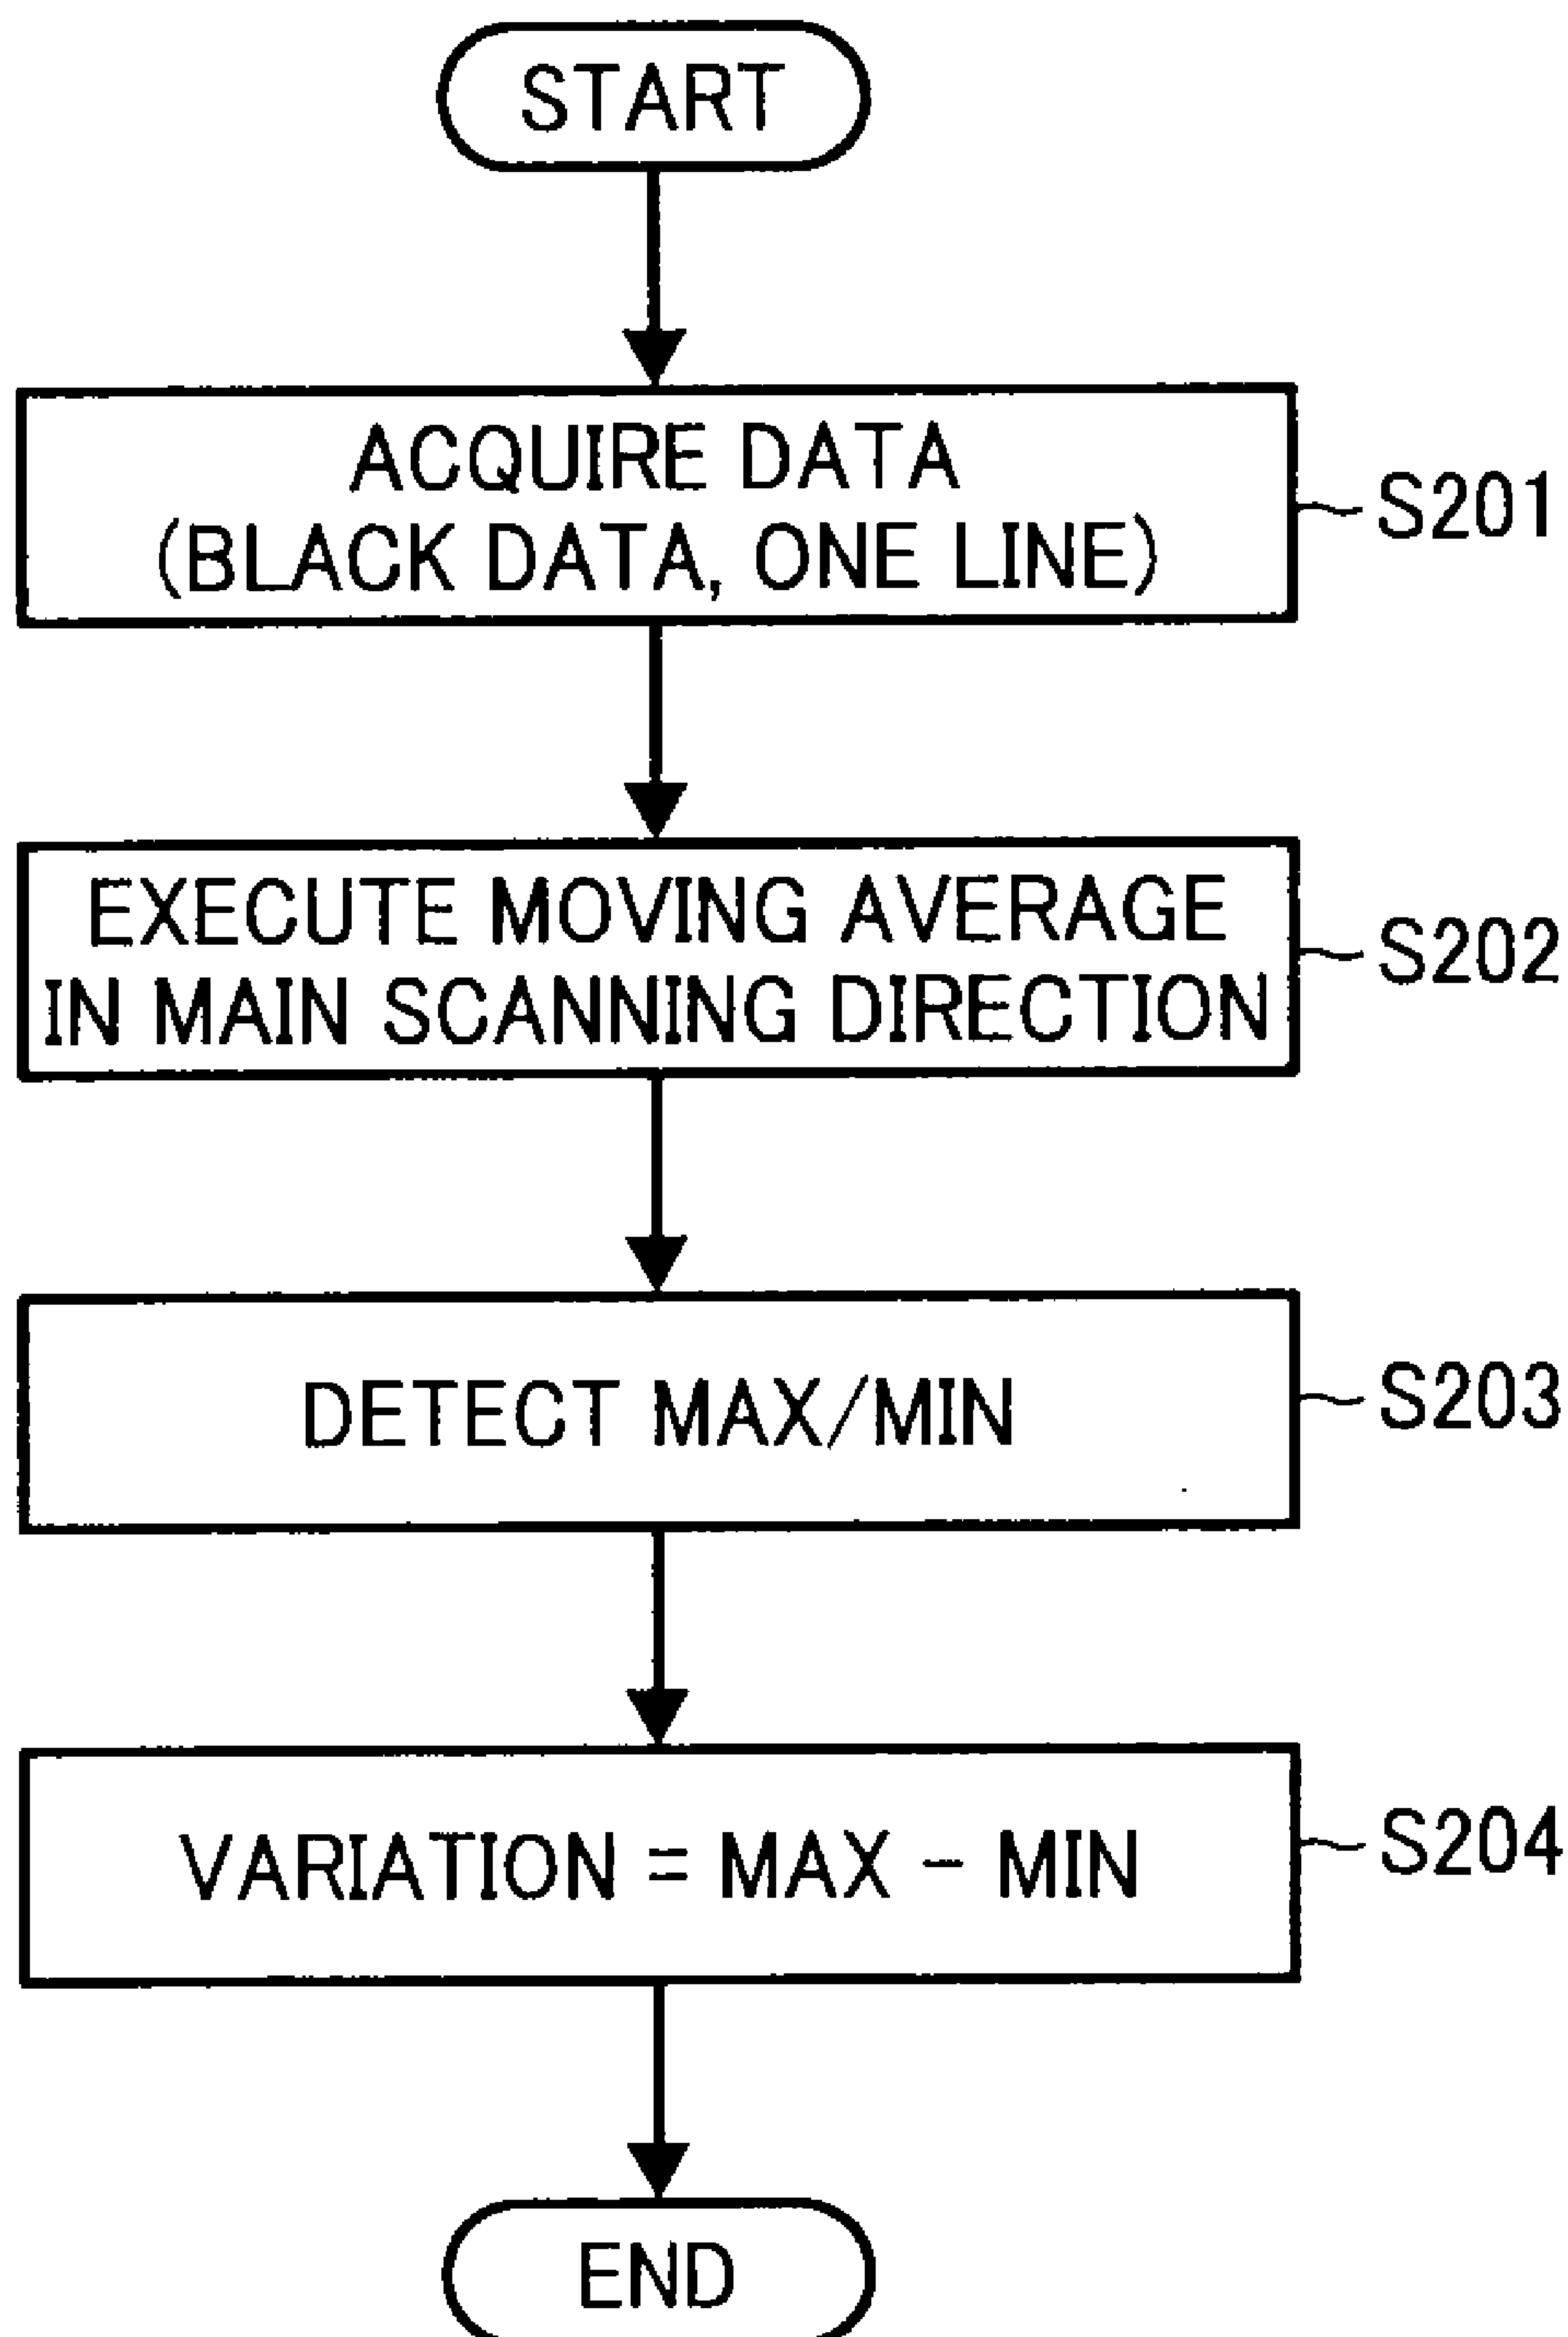 START
ACQUIRE DATA
(BLACK DATA, ONE LINE)
S201
EXECUTE MOVING AVERAGE
IN MAIN SCANNING DIRECTION
S202
DETECT MAX/MIN
S203
VARIATION = MAX - MIN
S204
END